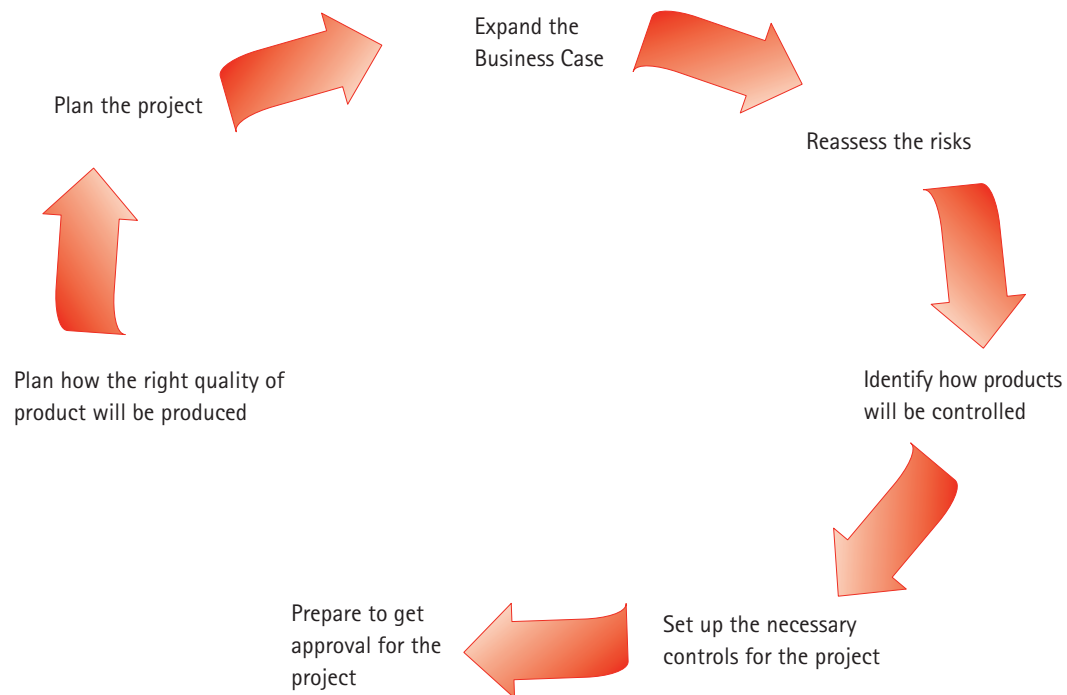 Expand the
Business Case
Plan the project
Reassess the risks
Plan how the right quality of
product will be produced
Identify how products
will be controlled
Prepare to get
approval for the
project
Set up the necessary
controls for the project